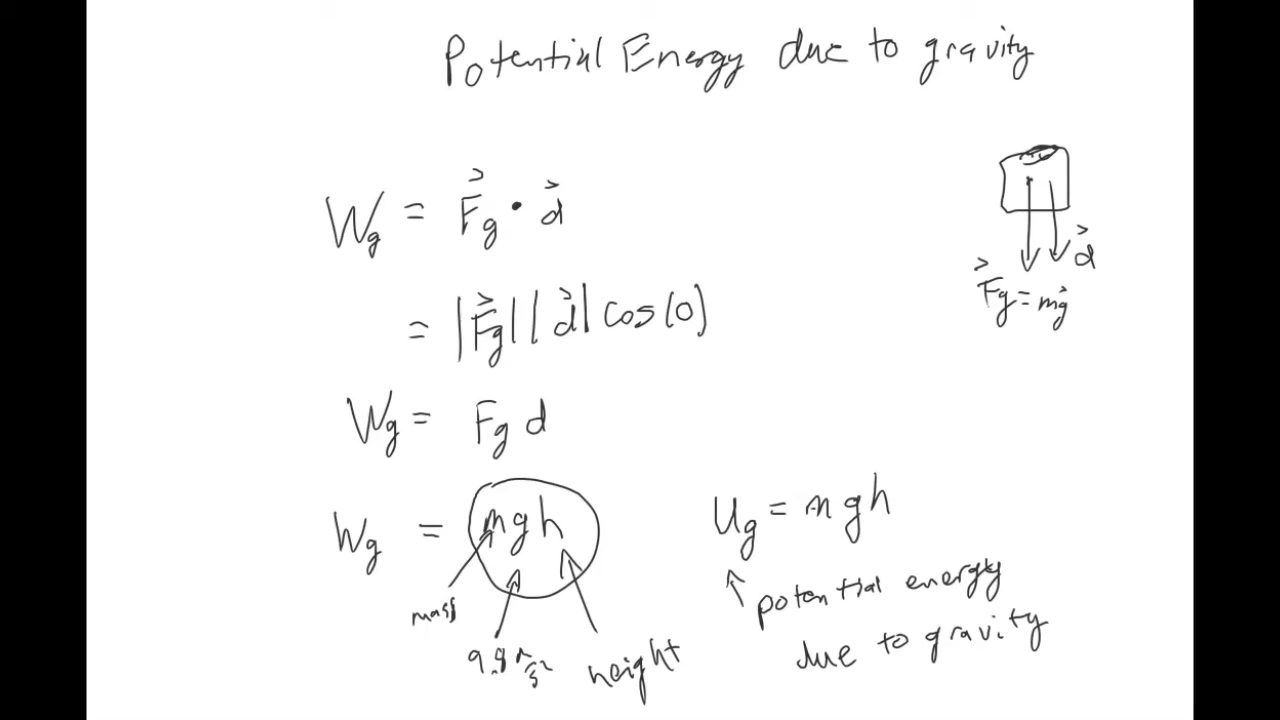 Potential Energy due to gravity
W⃗g = F⃗g · d⃗
= |F⃗g| |d⃗| cos(0)
Wg = Fg d
Wg = mgh
mass
9.8 m/s²
height
Ug = mgh
potential energy
due to gravity
d⃗
F⃗g = mg⃗